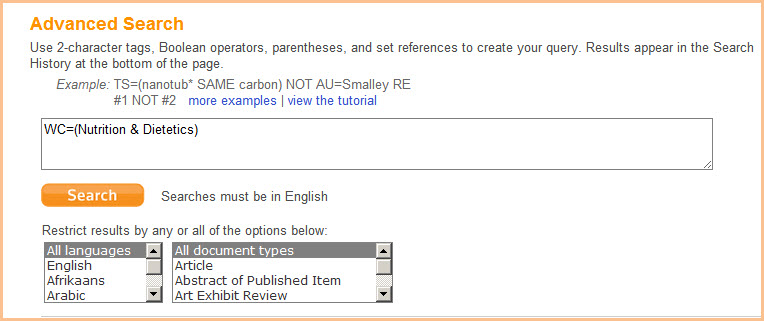 Advanced Search
Use 2-character tags, Boolean operators, parentheses, and set references to create your query. Results appear in the Search
History at the bottom of the page.
Example: TS=(nanotub* SAME carbon) NOT AU=Smalley RE
#1 NOT #2 more examples | view the tutorial
WC=(Nutrition & Dietetics)
Search Searches must be in English
Restrict results by any or all of the options below:
All languages All document types
English Article
Afrikaans Abstract of Published Item
Arabic Art Exhibit Review